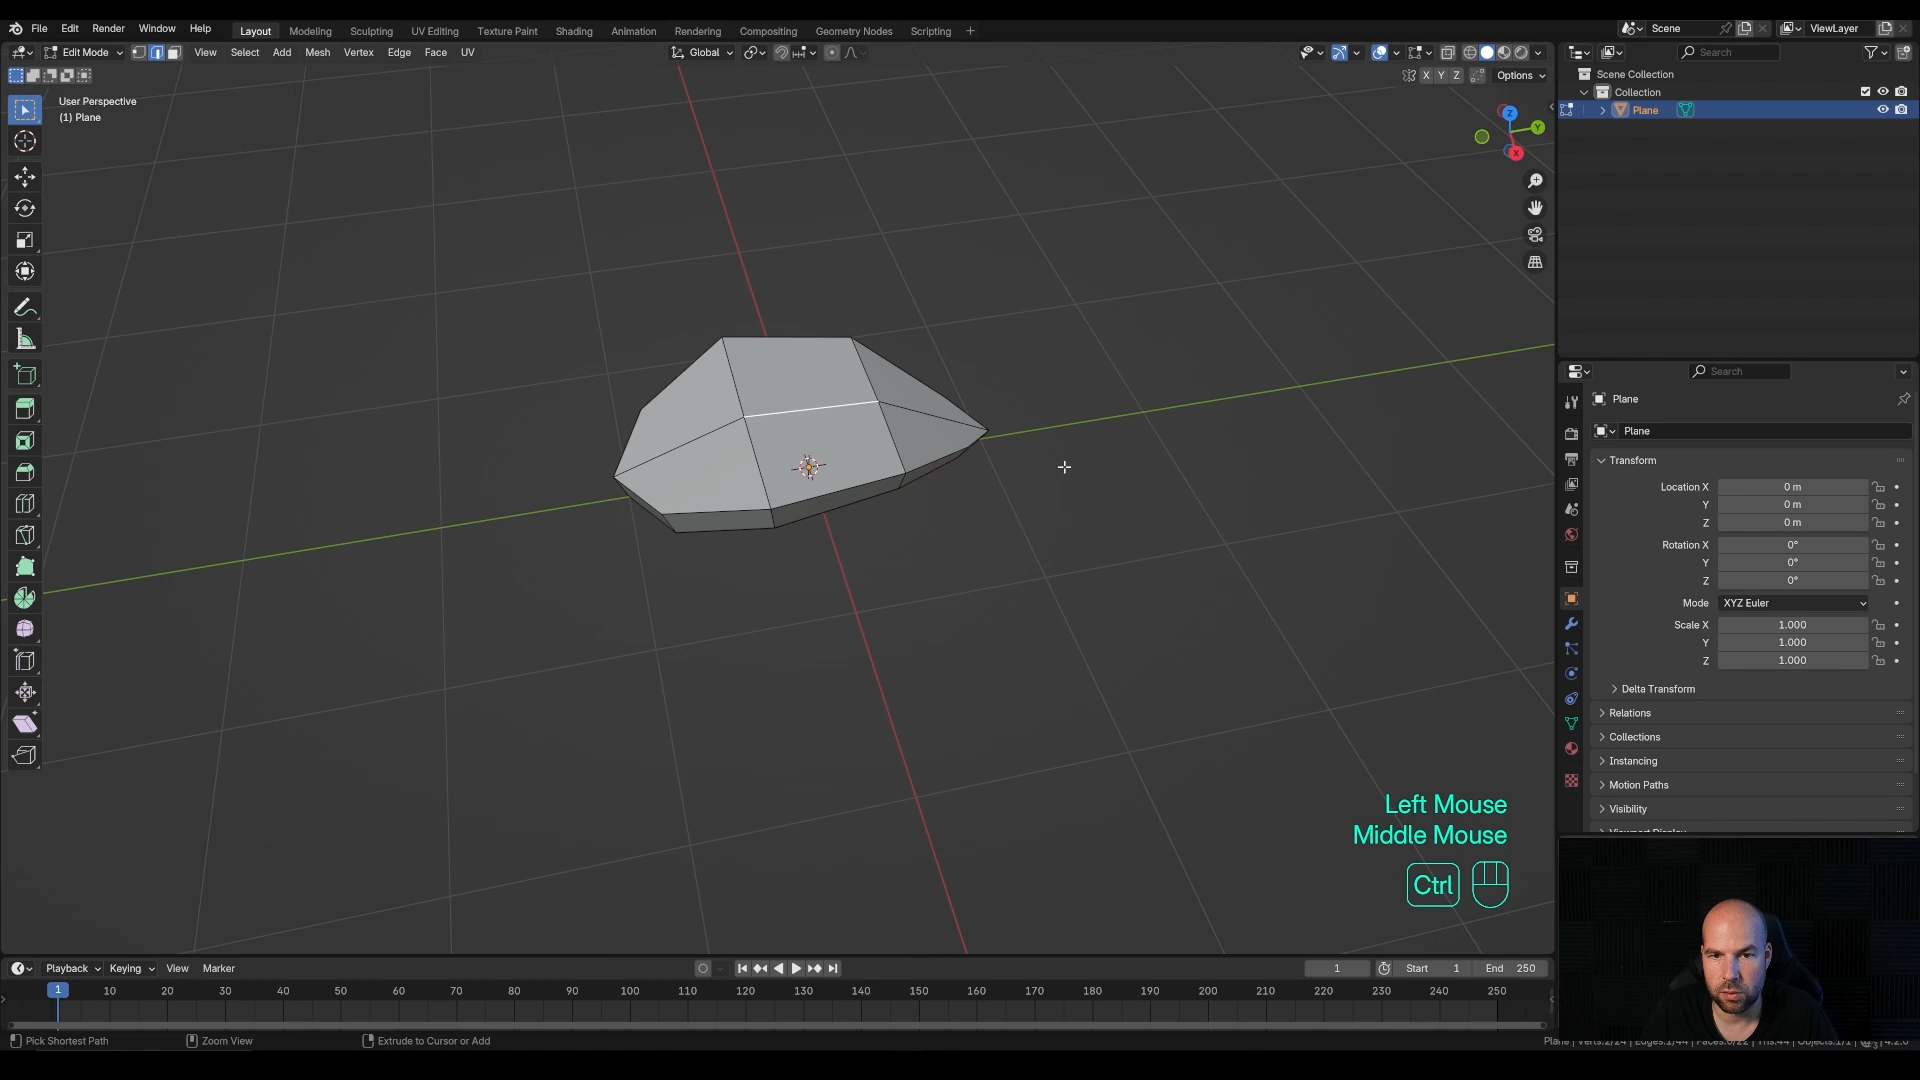 File Edit Render Window Help Layout Modeling Sculpting UV Editing Texture Paint Shading Animation Rendering Compositing Geometry Nodes Scripting + Scene ViewLayer
Edit Mode View Select Add Mesh Vertex Edge Face UV Global Search
X Y Z Options
Scene Collection
Collection
Plane
User Perspective
(1) Plane
Z
Y
X
Search
Plane
Plane
Transform
Location X 0 m
Y 0 m
Z 0 m
Rotation X 0°
Y 0°
Z 0°
Mode XYZ Euler
Scale X 1.000
Y 1.000
Z 1.000
Delta Transform
Relations
Collections
Instancing
Motion Paths
Visibility
Left Mouse
Middle Mouse
Ctrl
Playback Keying View Marker 1 Start 1 End 250
1 10 20 30 40 50 60 70 80 90 100 110 120 130 140 150 160 170 180 190 200 210 220 230 240 250
Pick Shortest Path Zoom View Extrude to Cursor or Add